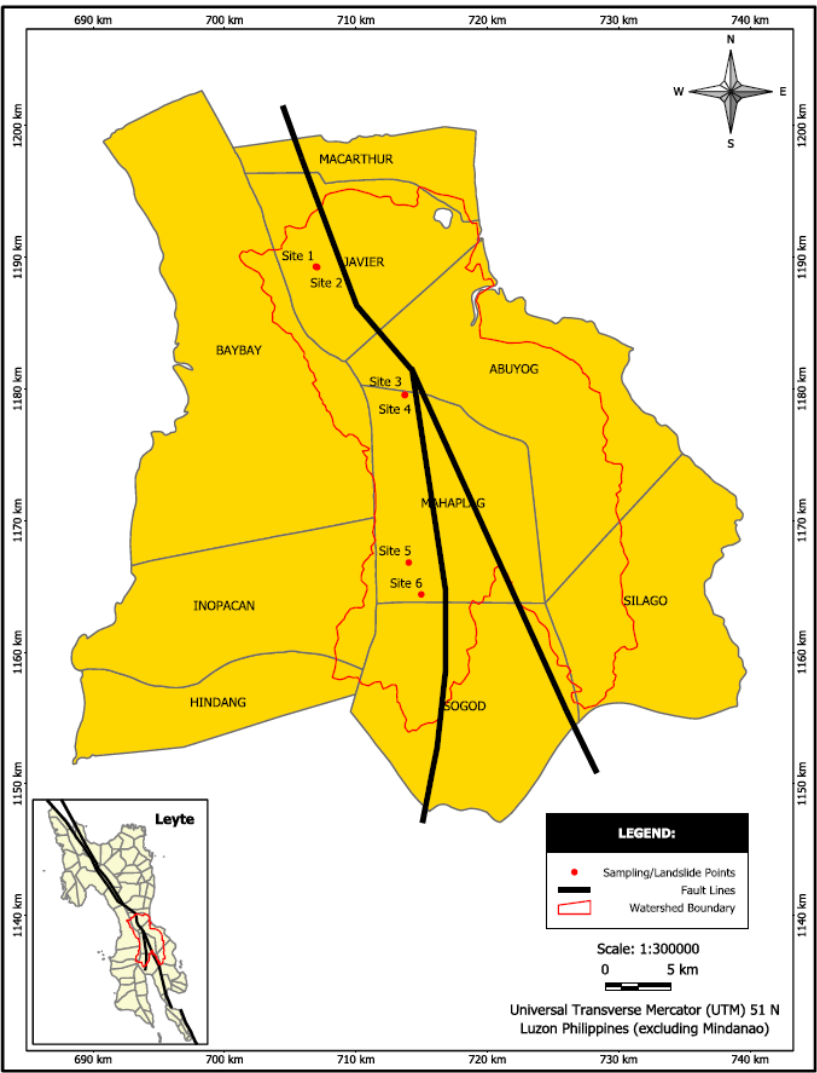 690 km 700 km 710 km 720 km 730 km 740 km
N
W E
S
1200 km 1200 km
MACARTHUR
1190 km 1190 km
Site 1
JAVIER
Site 2
BAYBAY
ABUYOG
1180 km 1180 km
Site 3
Site 4
MAHAPLAG
1170 km 1170 km
Site 5
Site 6
INOPACAN
SILAGO
1160 km 1160 km
HINDANG
SOGOD
1150 km 1150 km
Leyte
LEGEND:
Sampling/Landslide Points
Fault Lines
Watershed Boundary
1140 km 1140 km
Scale: 1:300000
0 5 km
Universal Transverse Mercator (UTM) 51 N
Luzon Philippines (excluding Mindanao)
690 km 700 km 710 km 720 km 730 km 740 km